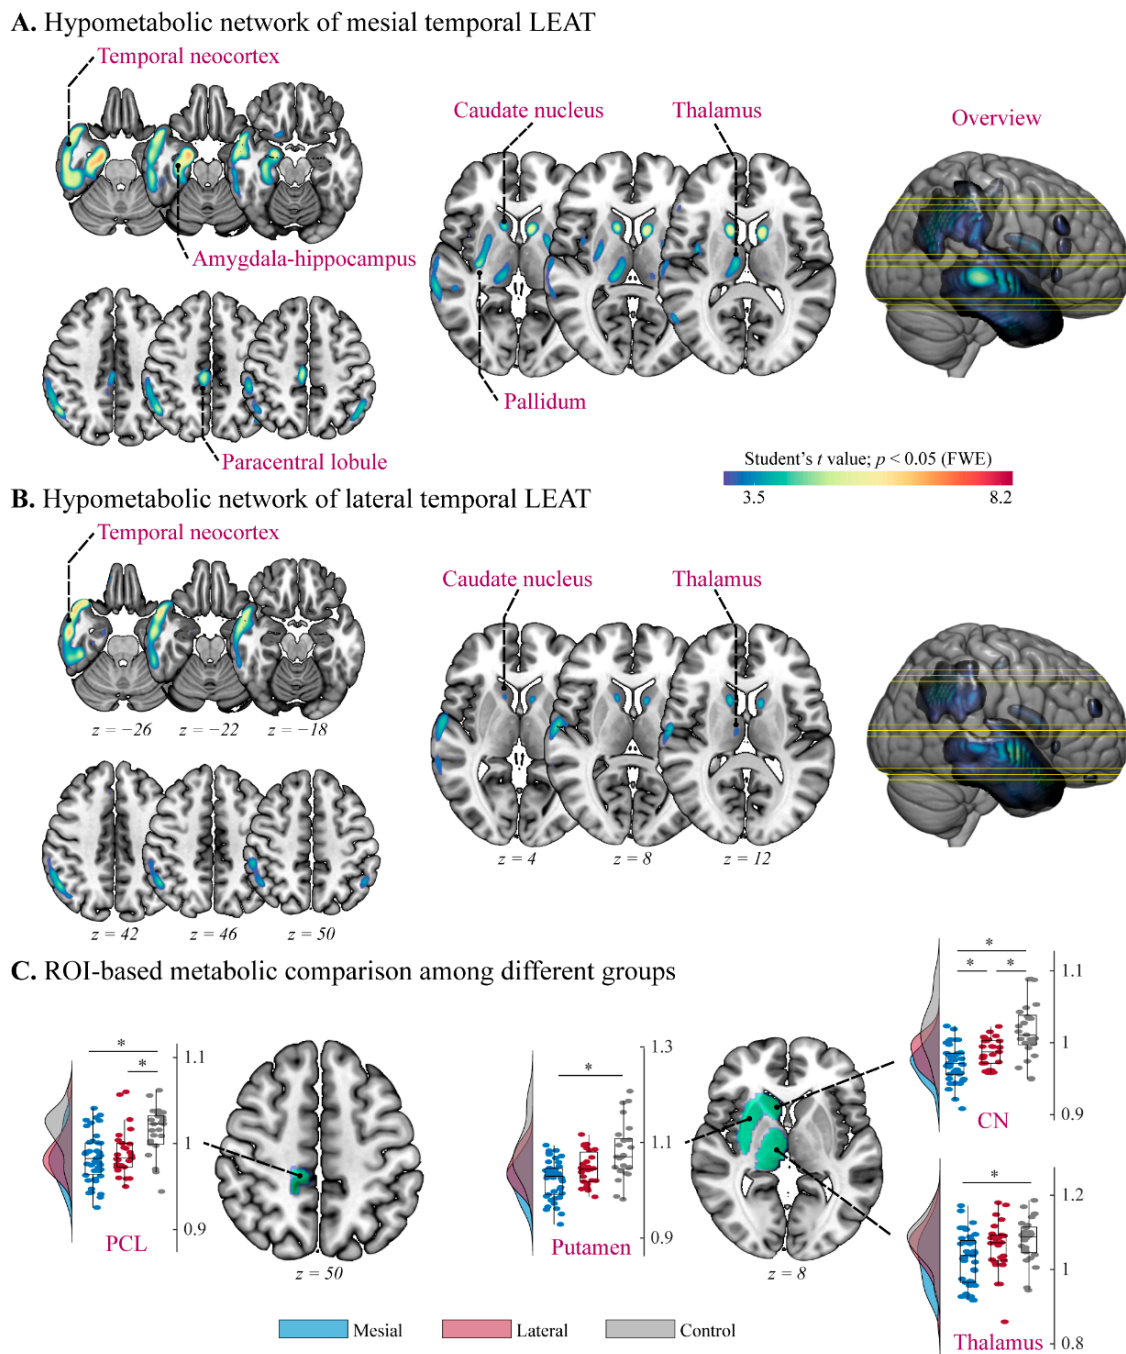 A. Hypometabolic network of mesial temporal LEAT
Temporal neocortex
Caudate nucleus
Thalamus
Overview
Amygdala-hippocampus
Pallidum
Paracentral lobule
Student's t value; p < 0.05 (FWE)
3.5
8.2
B. Hypometabolic network of lateral temporal LEAT
Temporal neocortex
Caudate nucleus
Thalamus
z = −26
z = −22
z = −18
z = 4
z = 8
z = 12
z = 42
z = 46
z = 50
C. ROI-based metabolic comparison among different groups
*
*
1.1
1
0.9
PCL
z = 50
*
1.3
1.1
0.9
Putamen
z = 8
*
*
*
1.1
1
0.9
CN
*
1.2
1
0.8
Thalamus
Mesial
Lateral
Control